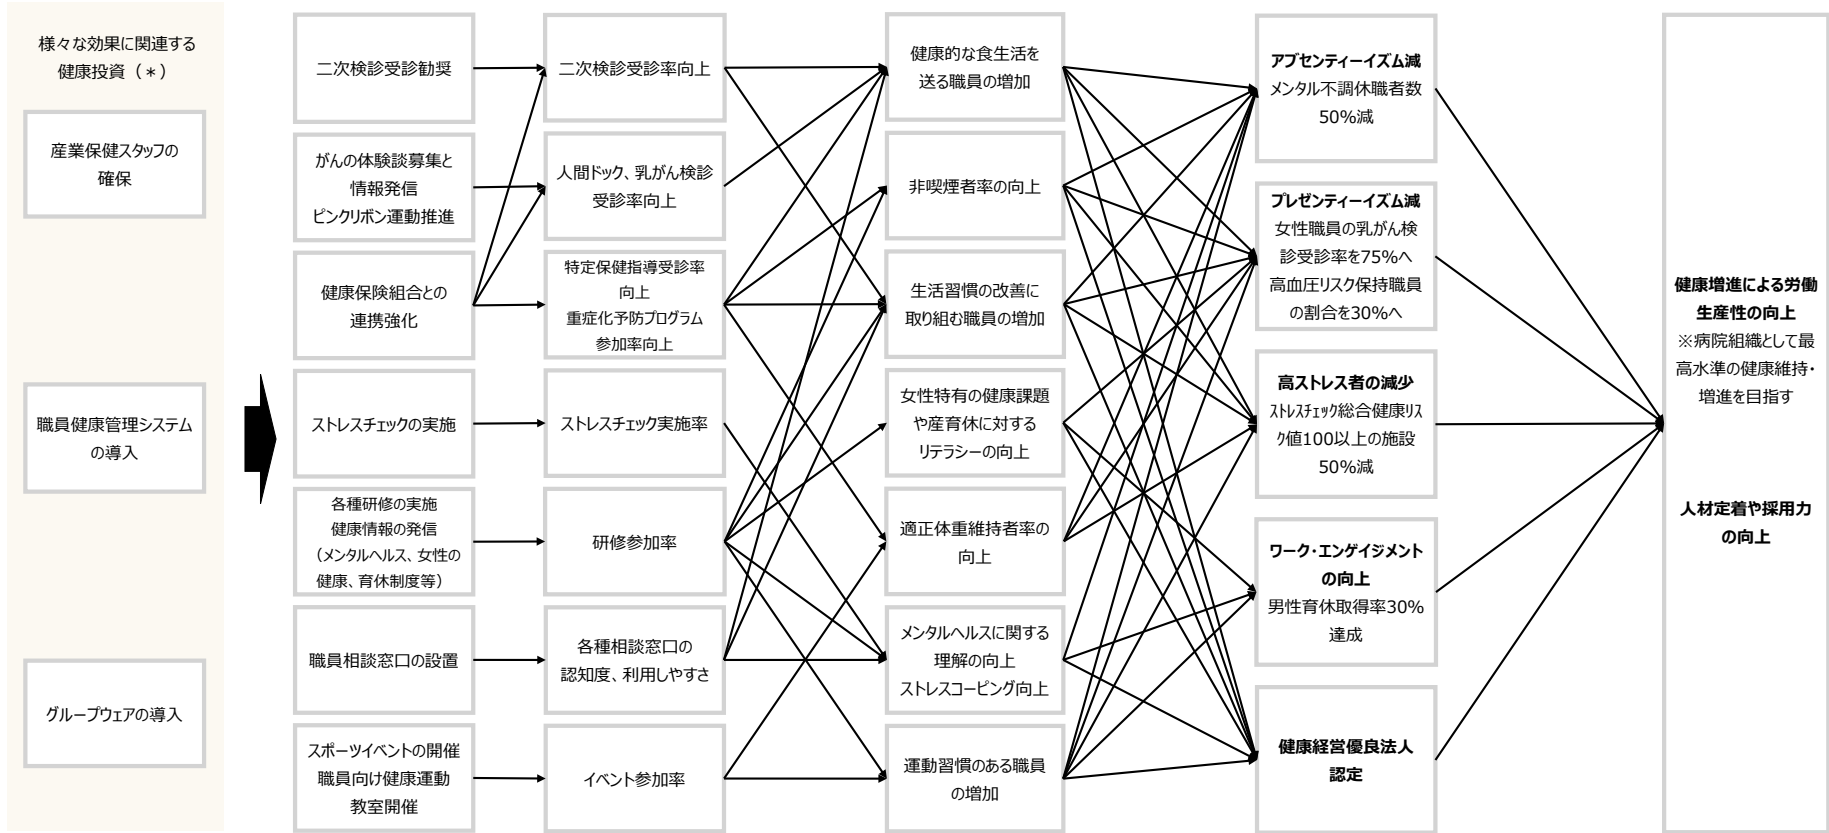 様々な効果に関連する
健康投資（＊）
産業保健スタッフの
確保
職員健康管理システム
の導入
グループウェアの導入
二次検診受診勧奨
がんの体験談募集と
情報発信
ピンクリボン運動推進
健康保険組合との
連携強化
ストレスチェックの実施
各種研修の実施
健康情報の発信
（メンタルヘルス、女性の
健康、育休制度等）
職員相談窓口の設置
スポーツイベントの開催
職員向け健康運動
教室開催
二次検診受診率向上
人間ドック、乳がん検診
受診率向上
特定保健指導受診率
向上
重症化予防プログラム
参加率向上
ストレスチェック実施率
研修参加率
各種相談窓口の
認知度、利用しやすさ
イベント参加率
健康的な食生活を
送る職員の増加
非喫煙者率の向上
生活習慣の改善に
取り組む職員の増加
女性特有の健康課題
や産育休に対する
リテラシーの向上
適正体重維持者率の
向上
メンタルヘルスに関する
理解の向上
ストレスコーピング向上
運動習慣のある職員
の増加
アブセンティーイズム減
メンタル不調休職者数
50%減
プレゼンティーイズム減
女性職員の乳がん検
診受診率を75%へ
高血圧リスク保持職員
の割合を30%へ
高ストレス者の減少
ストレスチェック総合健康リス
ク値100以上の施設
50%減
ワーク・エンゲイジメント
の向上
男性育休取得率30%
達成
健康経営優良法人
認定
健康増進による労働
生産性の向上
※病院組織として最
高水準の健康維持・
増進を目指す
人材定着や採用力
の向上